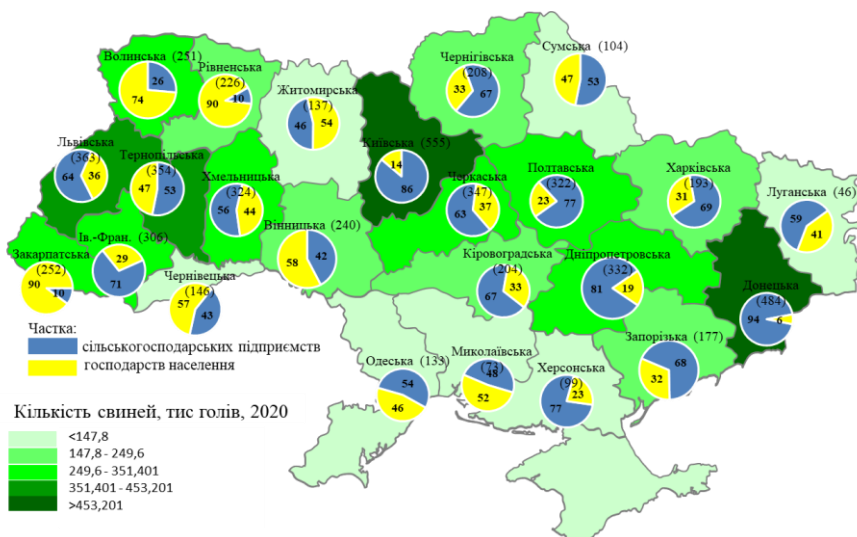 Волинська (251)
26
74
Рівненська
(226)
10
90
Житомирська
(137)
46
54
Чернігівська
(208)
33
67
Сумська (104)
47
53
Львівська
(363)
64
36
Тернопільська
(354)
47
53
Хмельницька
(324)
56
44
Київська (555)
14
86
Черкаська
(347)
63
37
Полтавська
(322)
23
77
Харківська
(193)
31
69
Луганська (46)
59
41
Закарпатська
(252)
90
10
Ів.-Фран. (306)
29
71
Чернівецька
(146)
57
43
Вінницька (240)
58
42
Кіровоградська
(204)
67
33
Дніпропетровська
(332)
81
19
Донецька
(484)
94
6
Запорізька (177)
68
32
Одеська (133)
54
46
Миколаївська
(73)
48
52
Херсонська
(99)
23
77
Частка:
сільськогосподарських підприємств
господарств населення
Кількість свиней, тис голів, 2020
<147,8
147,8 - 249,6
249,6 - 351,401
351,401 - 453,201
>453,201